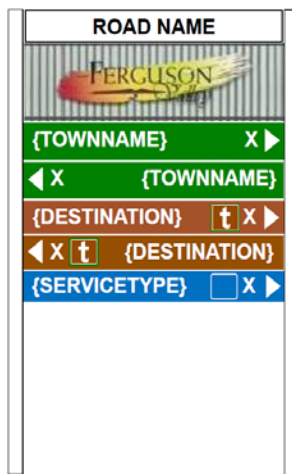 ROAD NAME
FERGUSON
Valley
{TOWNNAME} X
X {TOWNNAME}
{DESTINATION} t X
X t {DESTINATION}
{SERVICETYPE} X